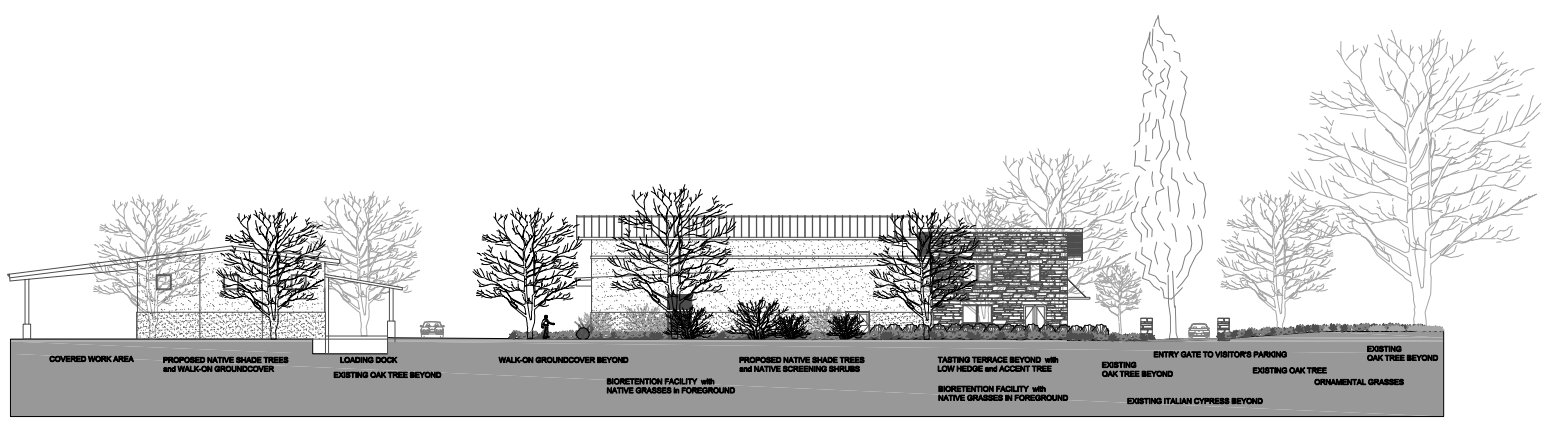 COVERED WORK AREA
PROPOSED NATIVE SHADE TREES
and WALK-ON GROUNDCOVER
LOADING DOCK
EXISTING OAK TREE BEYOND
WALK-ON GROUNDCOVER BEYOND
BIORETENTION FACILITY with
NATIVE GRASSES in FOREGROUND
PROPOSED NATIVE SHADE TREES
and NATIVE SCREENING SHRUBS
TASTING TERRACE BEYOND with
LOW HEDGE and ACCENT TREE
BIORETENTION FACILITY with
NATIVE GRASSES IN FOREGROUND
EXISTING
OAK TREE BEYOND
ENTRY GATE TO VISITOR'S PARKING
EXISTING ITALIAN CYPRESS BEYOND
EXISTING OAK TREE
ORNAMENTAL GRASSES
EXISTING
OAK TREE BEYOND